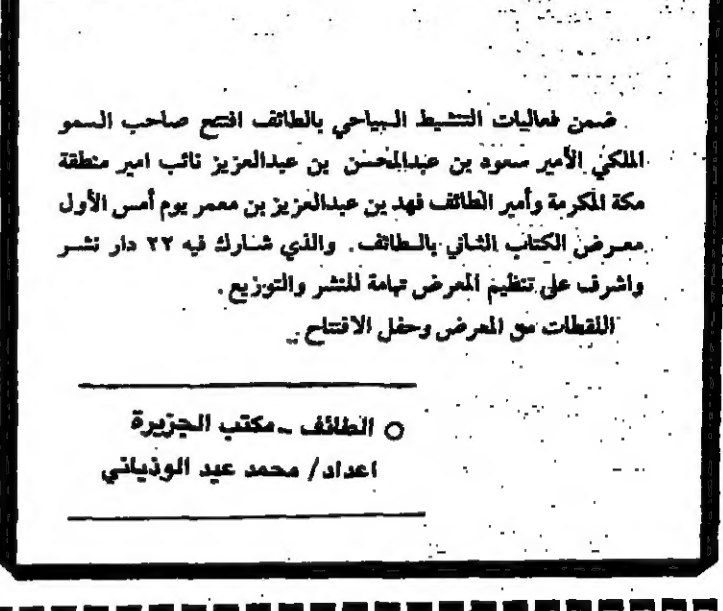 ضمن فعاليات التنشيط السياحي بالطائف افتتح صاحب السمو
الملكي الأمير سعود بن عبدالمحسن بن عبدالعزيز نائب امير منطقة
مكة المكرمة وأمير الطائف فهد بن عبدالعزيز بن معمر يوم أمس الأول
معرض الكتاب الثاني بالطائف. والذي شارك فيه ٢٢ دار نشر
واشرف على تنظيم المعرض تهامة للنشر والتوزيع.
اللقطات من المعرض وحفل الافتتاح..
○ الطائف ـ مكتب الجزيرة
اعداد/ محمد عيد الوذياني